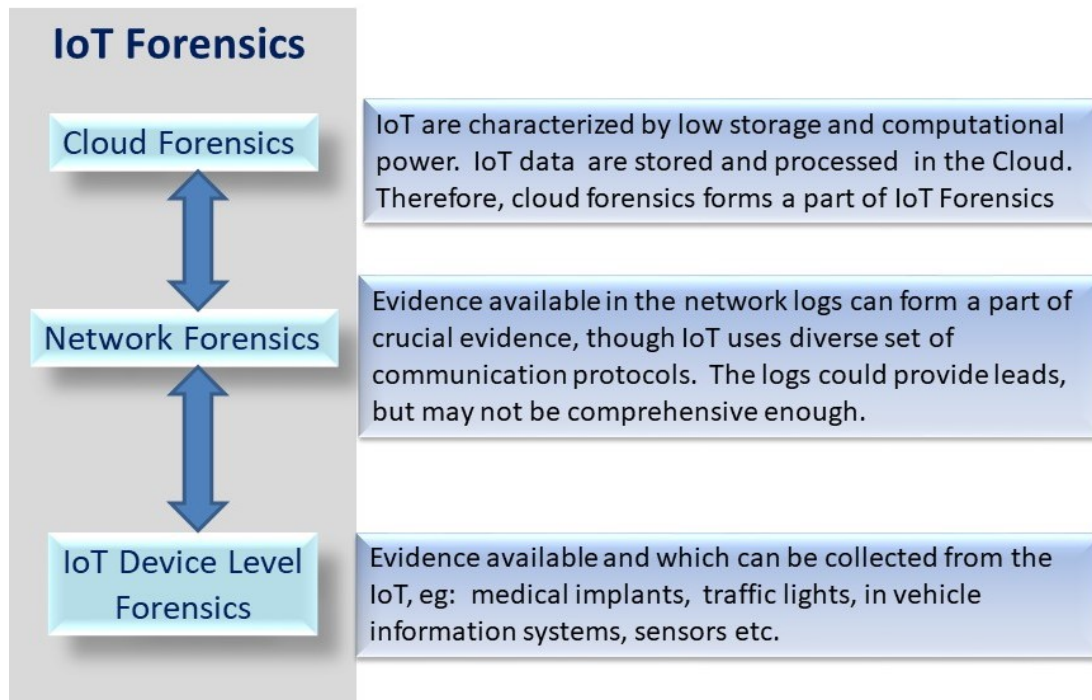 IoT Forensics
Cloud Forensics
IoT are characterized by low storage and computational
power. IoT data are stored and processed in the Cloud.
Therefore, cloud forensics forms a part of IoT Forensics
Network Forensics
Evidence available in the network logs can form a part of
crucial evidence, though IoT uses diverse set of
communication protocols. The logs could provide leads,
but may not be comprehensive enough.
IoT Device Level
Forensics
Evidence available and which can be collected from the
IoT, eg: medical implants, traffic lights, in vehicle
information systems, sensors etc.